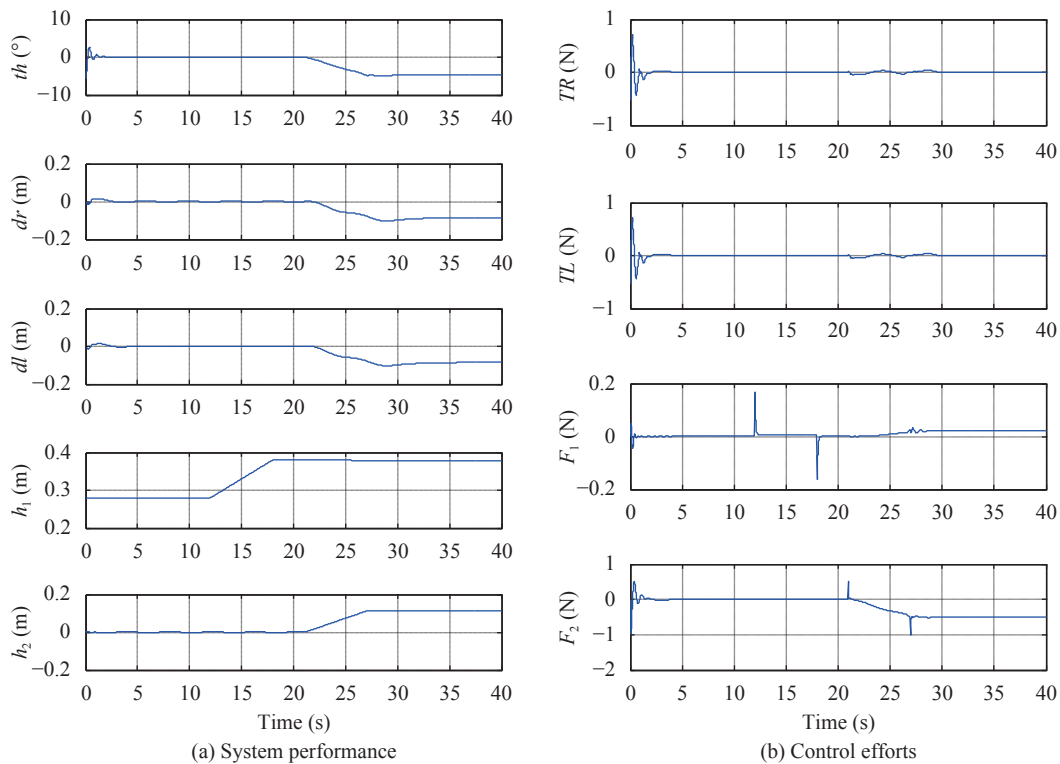 10
0
−10
th (°)
0 5 10 15 20 25 30 35 40
0.2
0
−0.2
dr (m)
0 5 10 15 20 25 30 35 40
0.2
0
−0.2
dl (m)
0 5 10 15 20 25 30 35 40
0.4
0.3
0.2
h1 (m)
0 5 10 15 20 25 30 35 40
0.2
0
−0.2
h2 (m)
0 5 10 15 20 25 30 35 40
Time (s)
(a) System performance
1
0
−1
TR (N)
0 5 10 15 20 25 30 35 40
1
0
−1
TL (N)
0 5 10 15 20 25 30 35 40
0.2
0
−0.2
F1 (N)
0 5 10 15 20 25 30 35 40
1
0
−1
−2
F2 (N)
0 5 10 15 20 25 30 35 40
Time (s)
(b) Control efforts